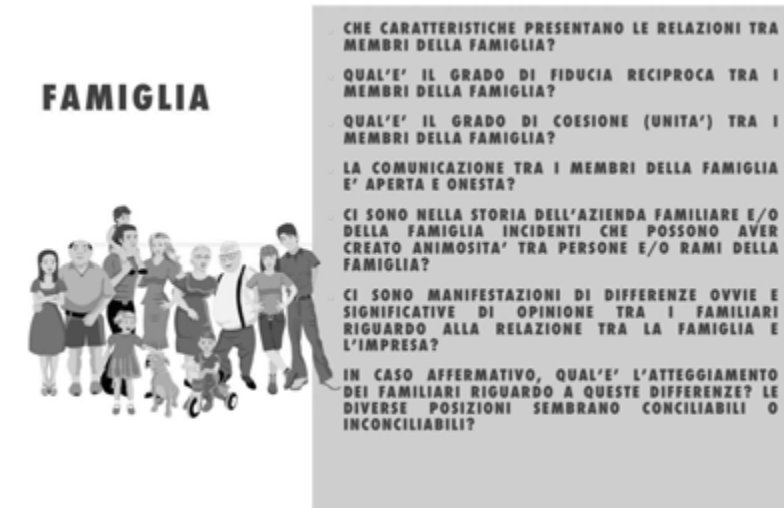 FAMIGLIA
CHE CARATTERISTICHE PRESENTANO LE RELAZIONI TRA
MEMBRI DELLA FAMIGLIA?
QUAL'E' IL GRADO DI FIDUCIA RECIPROCA TRA I
MEMBRI DELLA FAMIGLIA?
QUAL'E' IL GRADO DI COESIONE (UNITA') TRA I
MEMBRI DELLA FAMIGLIA?
LA COMUNICAZIONE TRA I MEMBRI DELLA FAMIGLIA
E' APERTA E ONESTA?
CI SONO NELLA STORIA DELL'AZIENDA FAMILIARE E/O
DELLA FAMIGLIA INCIDENTI CHE POSSONO AVER
CREATO ANIMOSITA' TRA PERSONE E/O RAMI DELLA
FAMIGLIA?
CI SONO MANIFESTAZIONI DI DIFFERENZE OVVIE E
SIGNIFICATIVE DI OPINIONE TRA I FAMILIARI
RIGUARDO ALLA RELAZIONE TRA LA FAMIGLIA E
L'IMPRESA?
IN CASO AFFERMATIVO, QUAL'E' L'ATTEGGIAMENTO
DEI FAMILIARI RIGUARDO A QUESTE DIFFERENZE? LE
DIVERSE POSIZIONI SEMBRANO CONCILIABILI O
INCONCILIABILI?